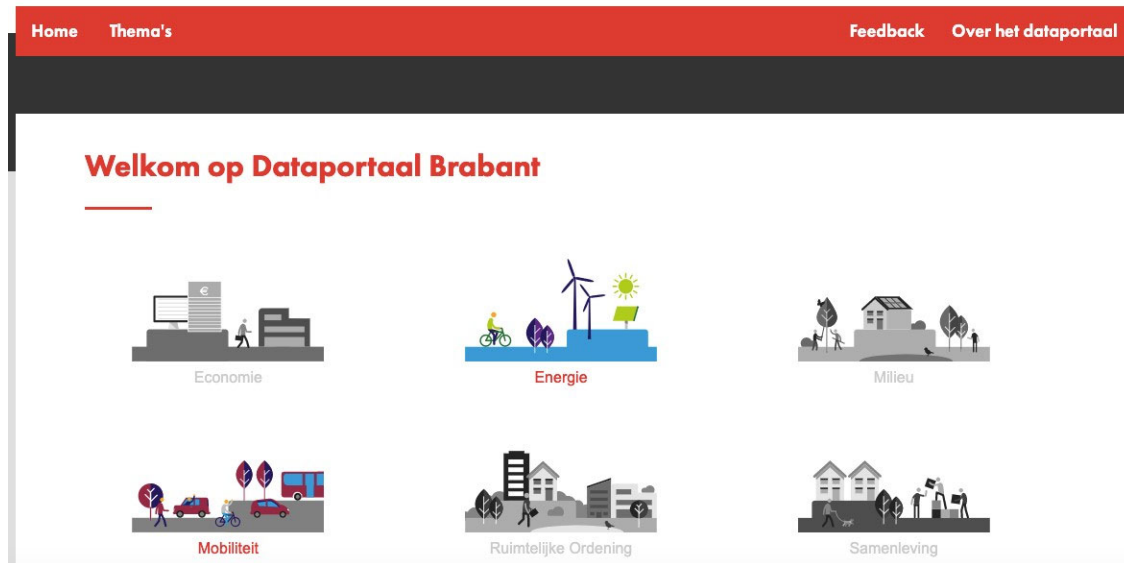 Home Thema's Feedback Over het dataportaal
Welkom op Dataportaal Brabant
€
Economie Energie Milieu
Mobiliteit Ruimtelijke Ordening Samenleving